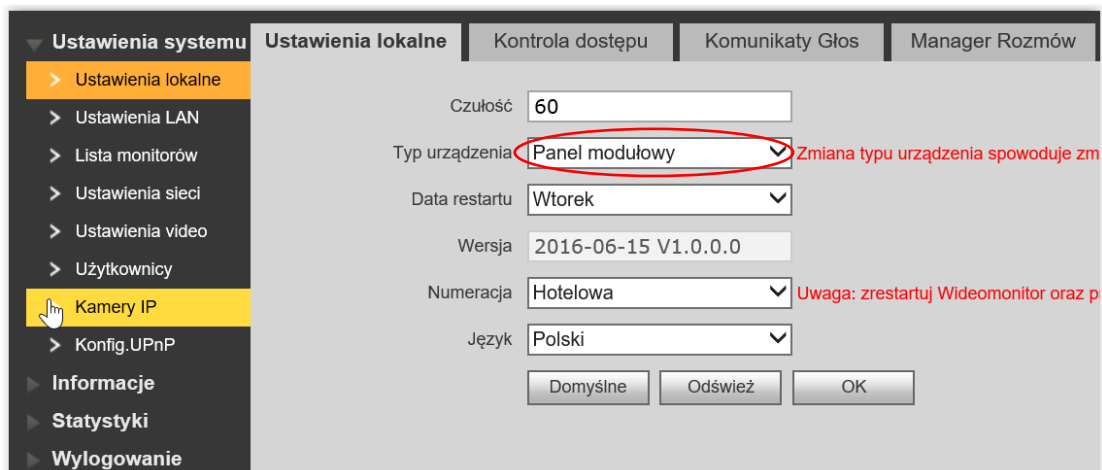 Ustawienia systemu
Ustawienia lokalne
Ustawienia LAN
Lista monitorów
Ustawienia sieci
Ustawienia video
Użytkownicy
Kamery IP
Konfig.UPnP
Informacje
Statystyki
Wylogowanie
Ustawienia lokalne Kontrola dostępu Komunikaty Głos Manager Rozmów
Czułość 60
Typ urządzenia Panel modułowy Zmiana typu urządzenia spowoduje zm
Data restartu Wtorek
Wersja 2016-06-15 V1.0.0.0
Numeracja Hotelowa Uwaga: zrestartuj Wideomonitor oraz p
Język Polski
Domyślne Odśwież OK